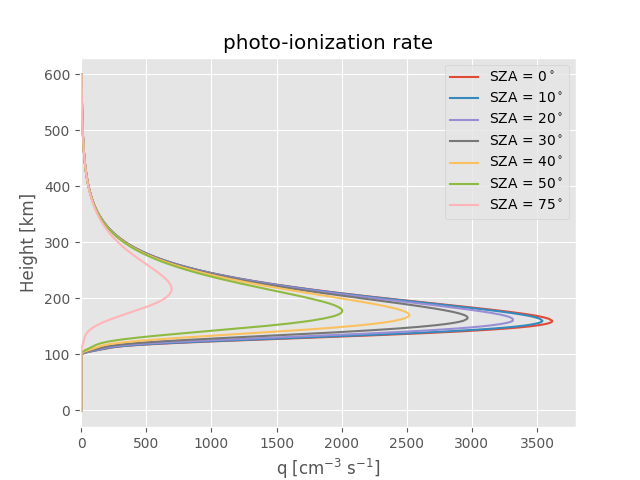 photo-ionization rate
600
500
400
300
200
100
0
Height [km]
0 500 1000 1500 2000 2500 3000 3500
q [cm⁻³ s⁻¹]
SZA = 0°
SZA = 10°
SZA = 20°
SZA = 30°
SZA = 40°
SZA = 50°
SZA = 75°